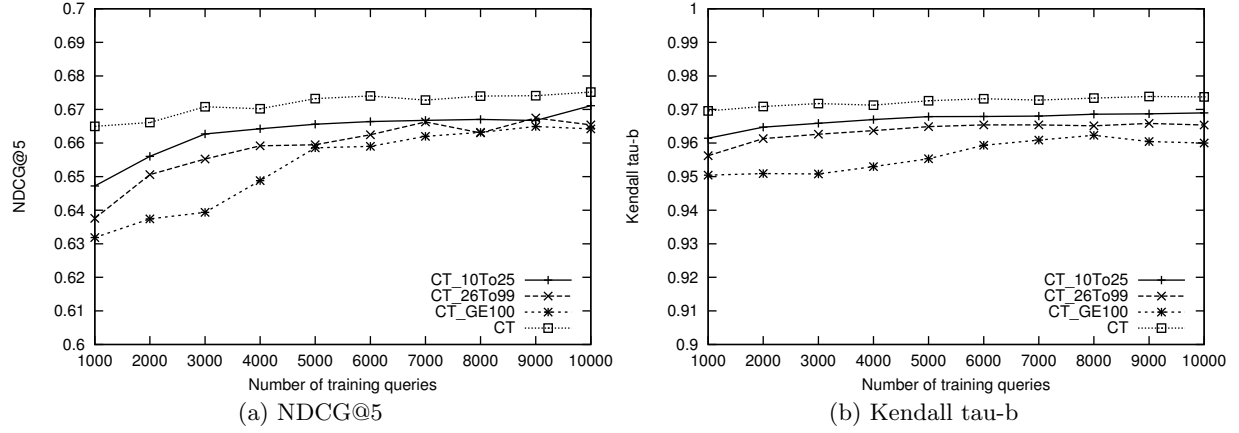 0.7
0.69
0.68
0.67
0.66
0.65
0.64
0.63
0.62
0.61
0.6
NDCG@5
1000 2000 3000 4000 5000 6000 7000 8000 9000 10000
Number of training queries
CT_10To25
CT_26To99
CT_GE100
CT
(a) NDCG@5
1
0.99
0.98
0.97
0.96
0.95
0.94
0.93
0.92
0.91
0.9
Kendall tau-b
1000 2000 3000 4000 5000 6000 7000 8000 9000 10000
Number of training queries
CT_10To25
CT_26To99
CT_GE100
CT
(b) Kendall tau-b